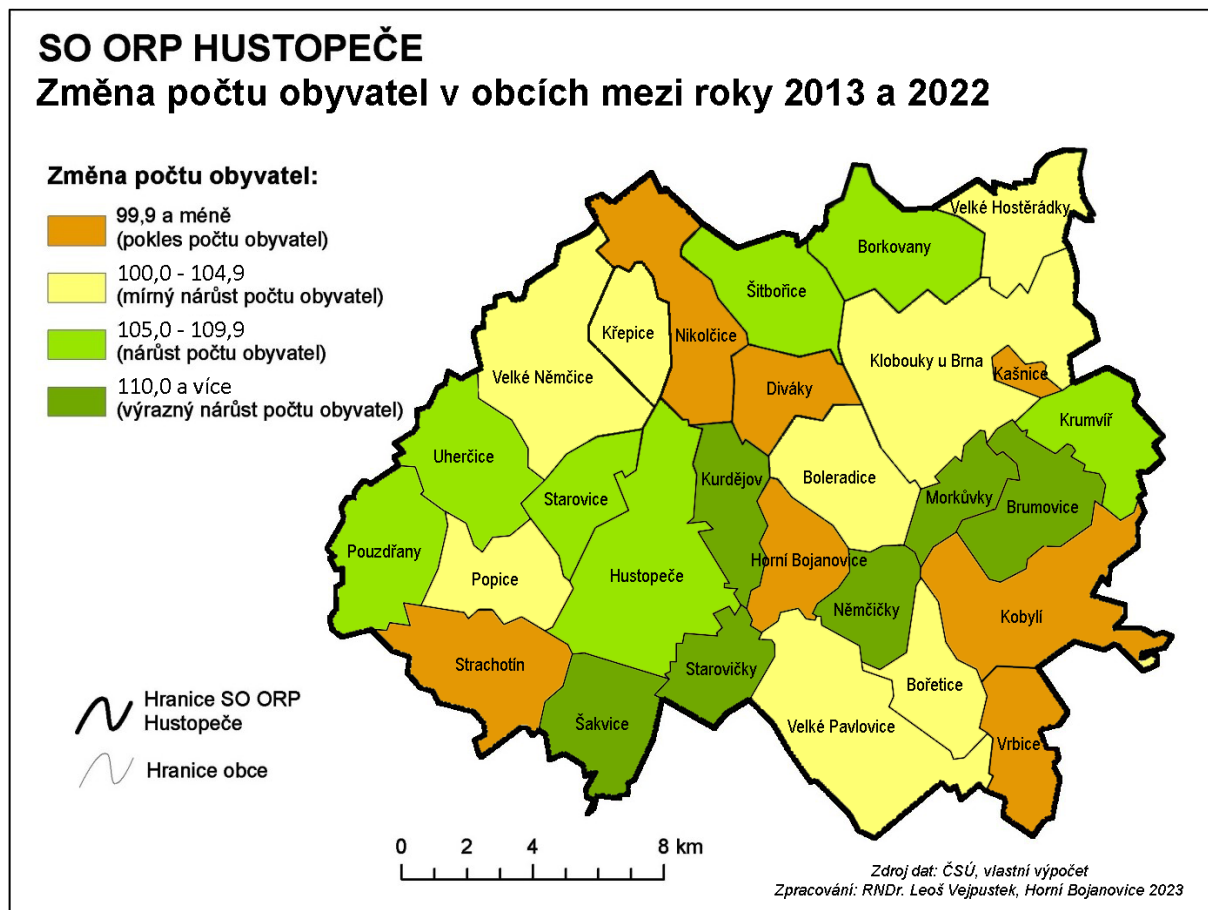 SO ORP HUSTOPEČE
Změna počtu obyvatel v obcích mezi roky 2013 a 2022
Změna počtu obyvatel:
99,9 a méně
(pokles počtu obyvatel)
100,0 - 104,9
(mírný nárůst počtu obyvatel)
105,0 - 109,9
(nárůst počtu obyvatel)
110,0 a více
(výrazný nárůst počtu obyvatel)
Velké Hostěrádky
Borkovany
Šitbořice
Křepice
Nikolčice
Klobouky u Brna
Kašnice
Velké Němčice
Diváky
Krumvíř
Uherčice
Starovice
Kurdějov
Boleradice
Morkůvky
Brumovice
Pouzdřany
Popice
Hustopeče
Horní Bojanovice
Němčičky
Kobylí
Strachotín
Starovičky
Bořetice
Šakvice
Velké Pavlovice
Vrbice
Hranice SO ORP
Hustopeče
Hranice obce
0 2 4 8 km
Zdroj dat: ČSÚ, vlastní výpočet
Zpracování: RNDr. Leoš Vejpustek, Horní Bojanovice 2023